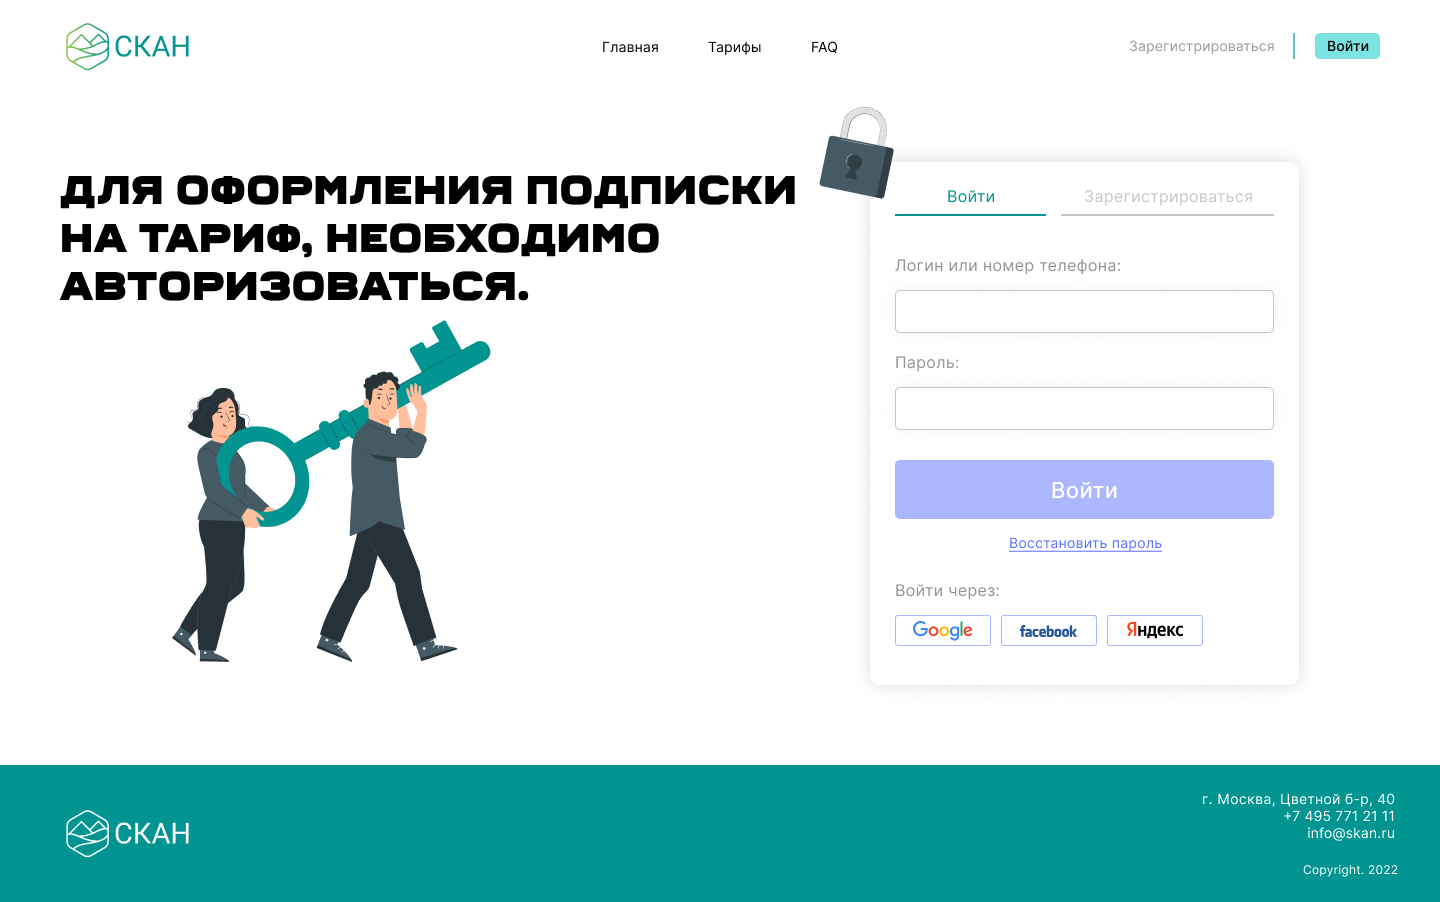 СКАН
Главная
Тарифы
FAQ
Зарегистрироваться
Войти
ДЛЯ ОФОРМЛЕНИЯ ПОДПИСКИ
НА ТАРИФ, НЕОБХОДИМО
АВТОРИЗОВАТЬСЯ.
Войти
Зарегистрироваться
Логин или номер телефона:
Пароль:
Войти
Восстановить пароль
Войти через:
Google
facebook.
Яндекс
СКАН
г. Москва, Цветной б-р, 40
+7 495 771 21 11
info@skan.ru
Copyright. 2022